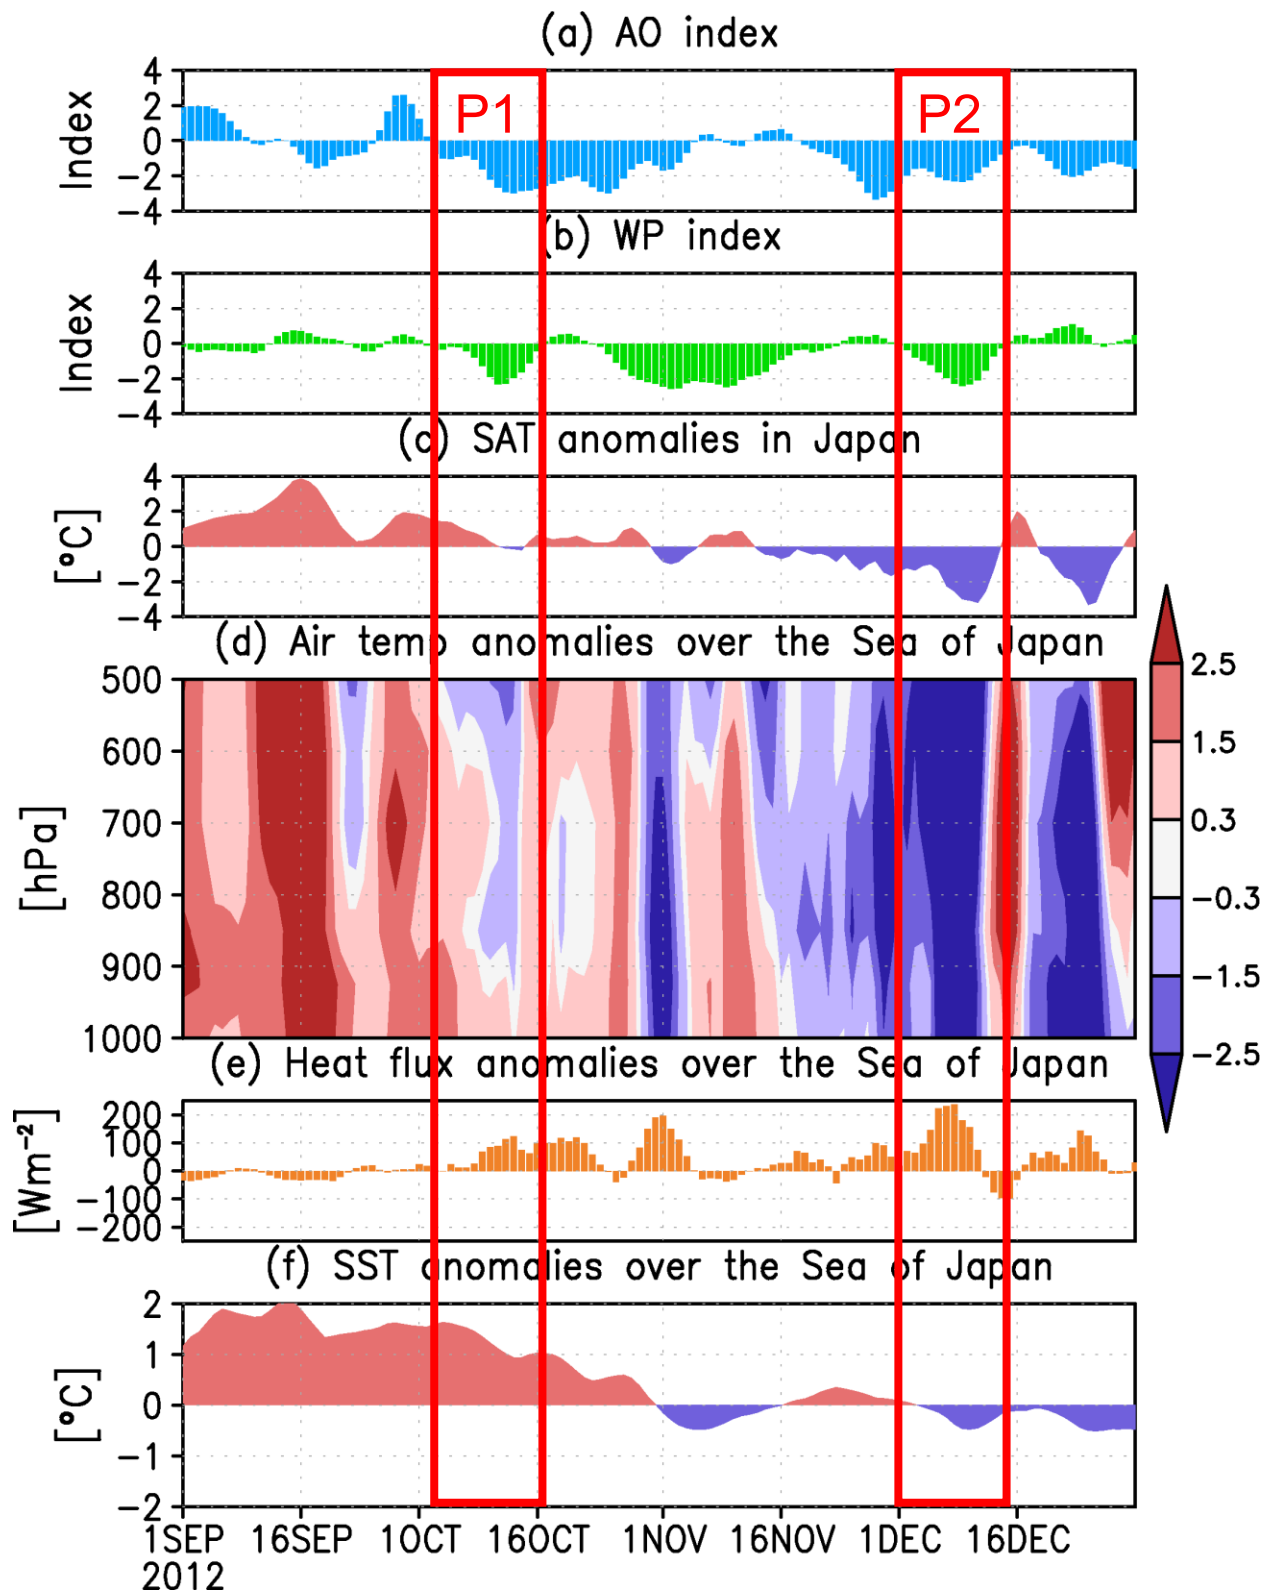 (a) AO index
4
2
0
−2
−4
Index
P1
P2
(b) WP index
4
2
0
−2
−4
Index
(c) SAT anomalies in Japan
4
2
0
−2
−4
[°C]
(d) Air temp anomalies over the Sea of Japan
500
600
700
800
900
1000
[hPa]
2.5
1.5
0.3
−0.3
−1.5
−2.5
(e) Heat flux anomalies over the Sea of Japan
200
100
0
−100
−200
[Wm⁻²]
(f) SST anomalies over the Sea of Japan
2
1
0
−1
−2
[°C]
1SEP 16SEP 1OCT 16OCT 1NOV 16NOV 1DEC 16DEC
2012